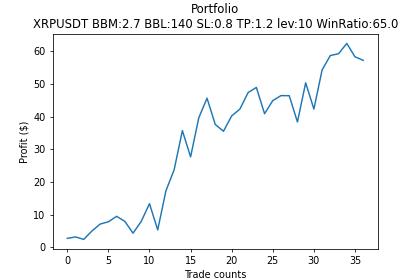 Portfolio
XRPUSDT BBM:2.7 BBL:140 SL:0.8 TP:1.2 lev:10 WinRatio:65.0
60
50
40
30
20
10
0
Profit ($)
0 5 10 15 20 25 30 35
Trade counts